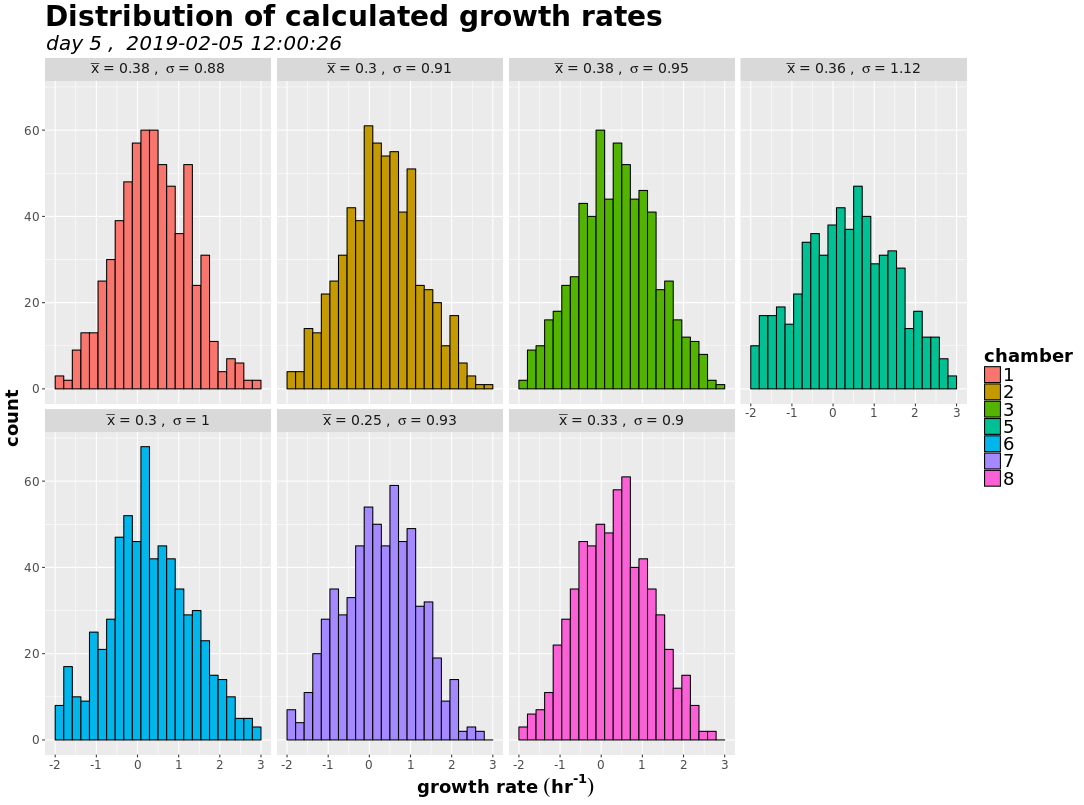 Distribution of calculated growth rates
day 5 , 2019-02-05 12:00:26
x̅ = 0.38 , σ = 0.88
x̅ = 0.3 , σ = 0.91
x̅ = 0.38 , σ = 0.95
x̅ = 0.36 , σ = 1.12
60
40
20
0
-2 -1 0 1 2 3
count
x̅ = 0.3 , σ = 1
x̅ = 0.25 , σ = 0.93
x̅ = 0.33 , σ = 0.9
60
40
20
0
-2 -1 0 1 2 3
-2 -1 0 1 2 3
-2 -1 0 1 2 3
growth rate (hr⁻¹)
chamber
1
2
3
5
6
7
8